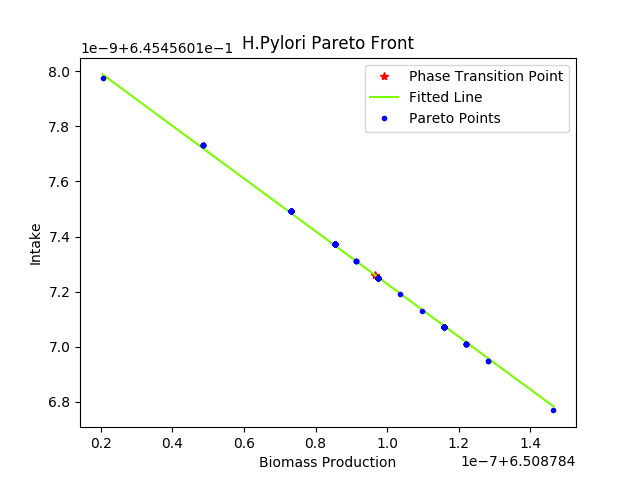 H.Pylori Pareto Front
1e−9+6.4545601e−1
8.0
7.8
7.6
7.4
7.2
7.0
6.8
Intake
Phase Transition Point
Fitted Line
Pareto Points
0.2 0.4 0.6 0.8 1.0 1.2 1.4
Biomass Production
1e−7+6.508784